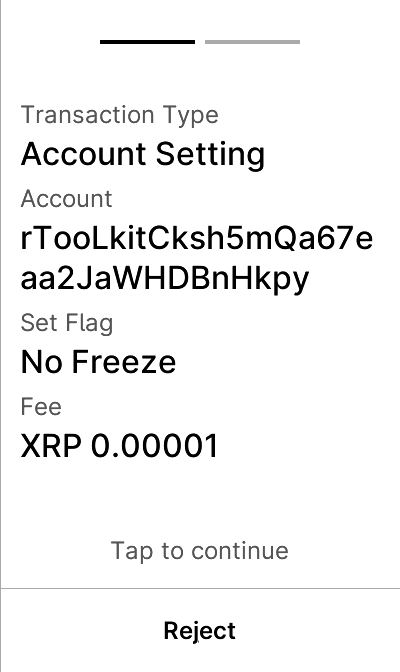 Transaction Type
Account Setting
Account
rTooLkitCksh5mQa67e
aa2JaWHDBnHkpy
Set Flag
No Freeze
Fee
XRP 0.00001
Tap to continue
Reject